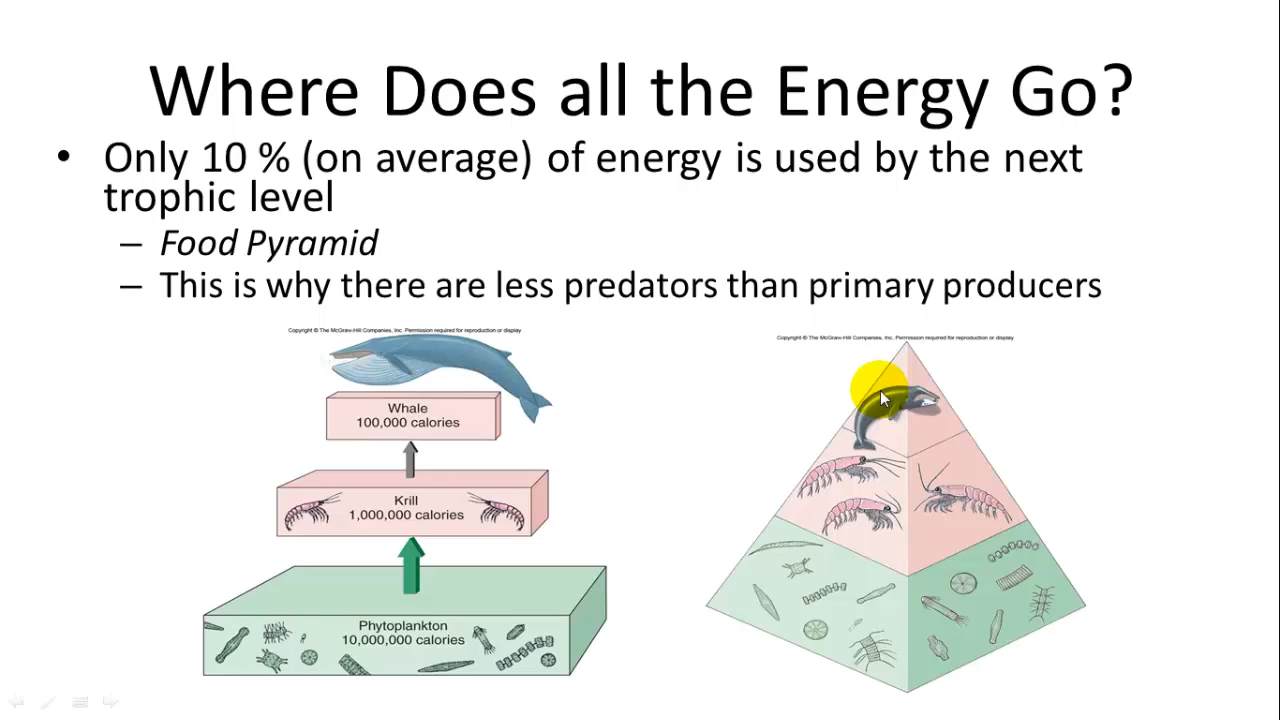 Where Does all the Energy Go?
• Only 10 % (on average) of energy is used by the next
trophic level
– Food Pyramid
– This is why there are less predators than primary producers
Copyright © The McGraw-Hill Companies, Inc. Permission required for reproduction or display
Whale
100,000 calories
Krill
1,000,000 calories
Phytoplankton
10,000,000 calories
Copyright © The McGraw-Hill Companies, Inc. Permission required for reproduction or display